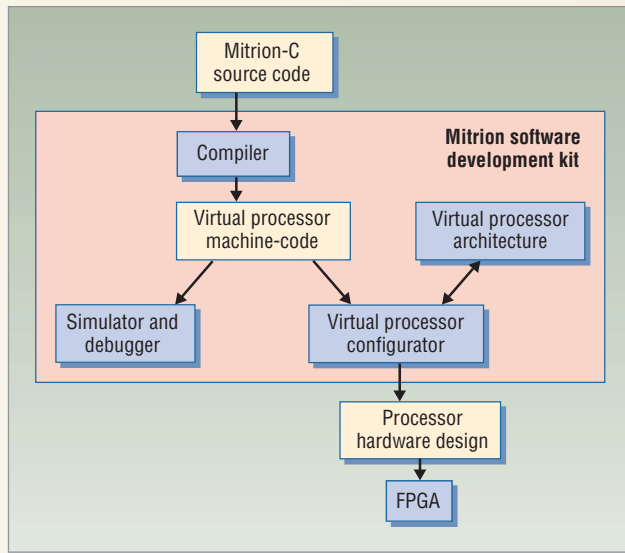 Mitrion-C
source code
Mitrion software
development kit
Compiler
Virtual processor
machine-code
Virtual processor
architecture
Simulator and
debugger
Virtual processor
configurator
Processor
hardware design
FPGA